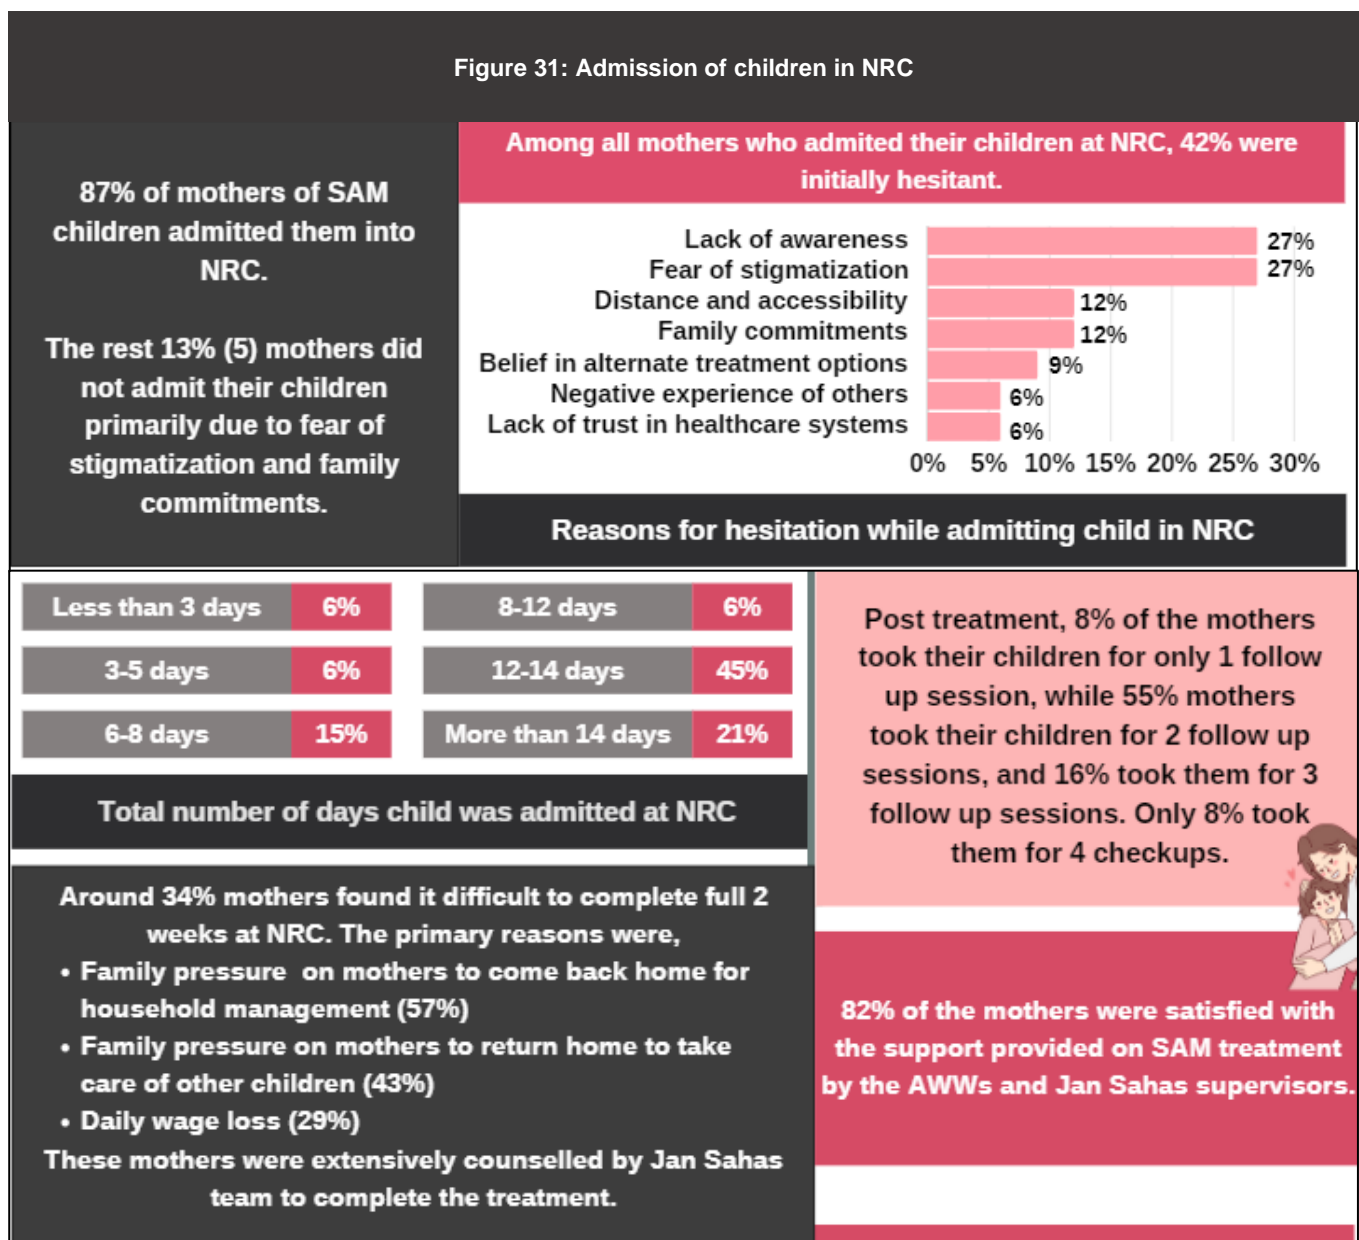 Figure 31: Admission of children in NRC
87% of mothers of SAM
children admitted them into
NRC.
The rest 13% (5) mothers did
not admit their children
primarily due to fear of
stigmatization and family
commitments.
Among all mothers who admited their children at NRC, 42% were
initially hesitant.
Lack of awareness 27%
Fear of stigmatization 27%
Distance and accessibility 12%
Family commitments 12%
Belief in alternate treatment options 9%
Negative experience of others 6%
Lack of trust in healthcare systems 6%
0% 5% 10% 15% 20% 25% 30%
Reasons for hesitation while admitting child in NRC
Less than 3 days 6% 8-12 days 6%
3-5 days 6% 12-14 days 45%
6-8 days 15% More than 14 days 21%
Total number of days child was admitted at NRC
Around 34% mothers found it difficult to complete full 2
weeks at NRC. The primary reasons were,
• Family pressure on mothers to come back home for
household management (57%)
• Family pressure on mothers to return home to take
care of other children (43%)
• Daily wage loss (29%)
These mothers were extensively counselled by Jan Sahas
team to complete the treatment.
Post treatment, 8% of the mothers
took their children for only 1 follow
up session, while 55% mothers
took their children for 2 follow up
sessions, and 16% took them for 3
follow up sessions. Only 8% took
them for 4 checkups.
82% of the mothers were satisfied with
the support provided on SAM treatment
by the AWWs and Jan Sahas supervisors.